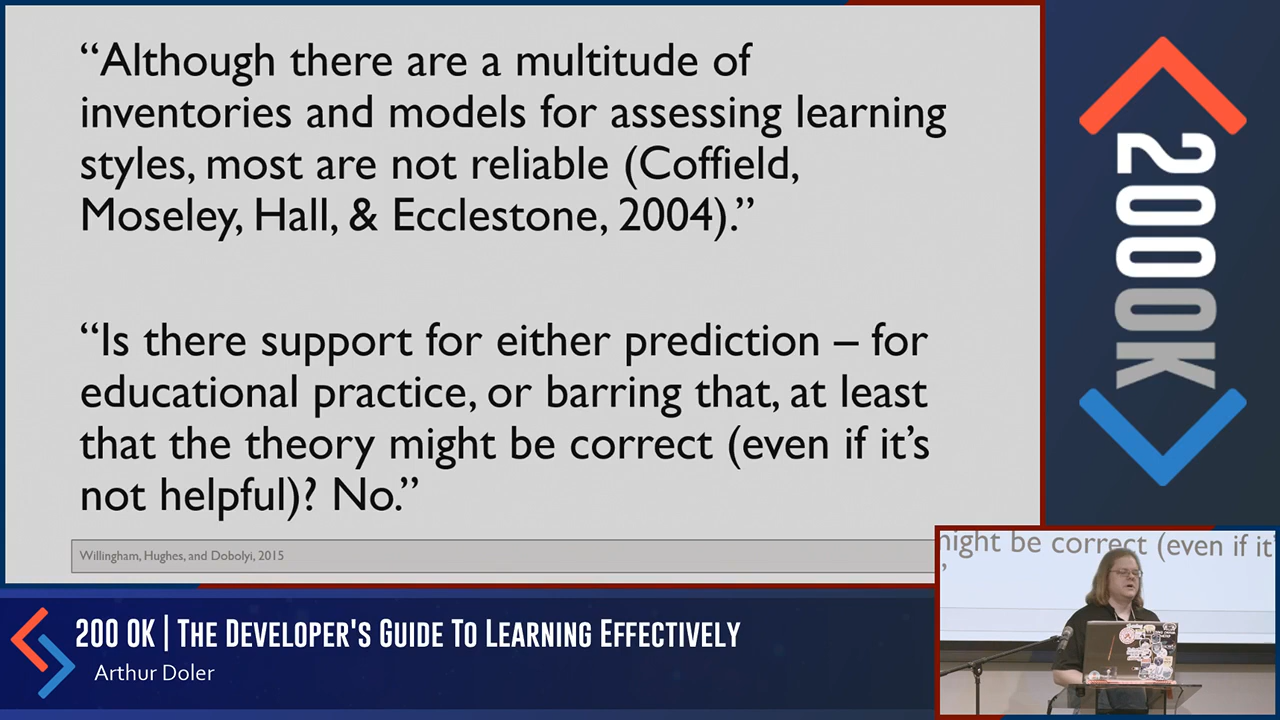 “Although there are a multitude of
inventories and models for assessing learning
styles, most are not reliable (Coffield,
Moseley, Hall, & Ecclestone, 2004).”
“Is there support for either prediction – for
educational practice, or barring that, at least
that the theory might be correct (even if it’s
not helpful)? No.”
Willingham, Hughes, and Dobolyi, 2015
200OK
might be correct (even if it’
200 OK | The Developer's Guide To Learning Effectively
Arthur Doler